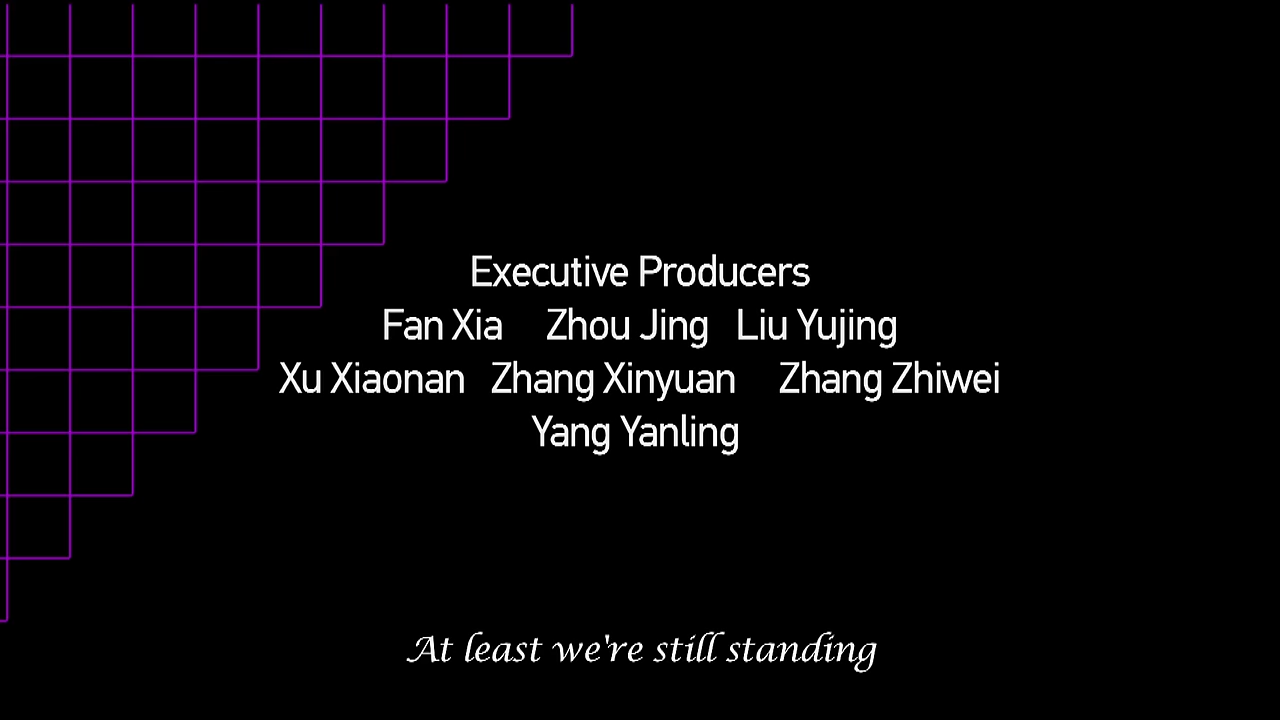 Executive Producers
Fan Xia Zhou Jing Liu Yujing
Xu Xiaonan Zhang Xinyuan Zhang Zhiwei
Yang Yanling
At least we're still standing